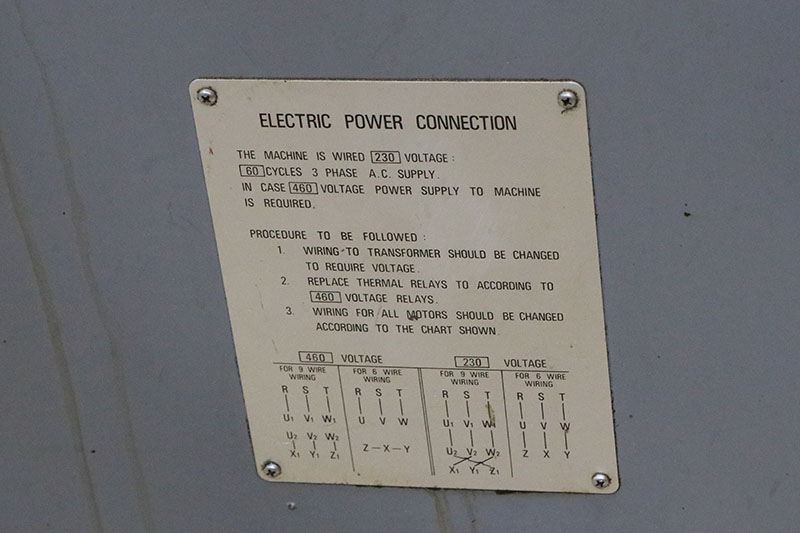 ELECTRIC POWER CONNECTION
THE MACHINE IS WIRED 230 VOLTAGE :
60 CYCLES 3 PHASE A.C. SUPPLY.
IN CASE 460 VOLTAGE POWER SUPPLY TO MACHINE
IS REQUIRED.
PROCEDURE TO BE FOLLOWED :
1. WIRING TO TRANSFORMER SHOULD BE CHANGED
TO REQUIRE VOLTAGE.
2. REPLACE THERMAL RELAYS TO ACCORDING TO
460 VOLTAGE RELAYS.
3. WIRING FOR ALL MOTORS SHOULD BE CHANGED
ACCORDING TO THE CHART SHOWN.
460 VOLTAGE 230 VOLTAGE
FOR 9 WIRE FOR 6 WIRE FOR 9 WIRE FOR 6 WIRE
WIRING WIRING WIRING WIRING
R S T R S T R S T R S T
U1 V1 W1 U V W U1 V1 W1 U V W
U2 V2 W2 Z—X—Y U2 V2 W2 Z X Y
X1 Y1 Z1 X1 Y1 Z1